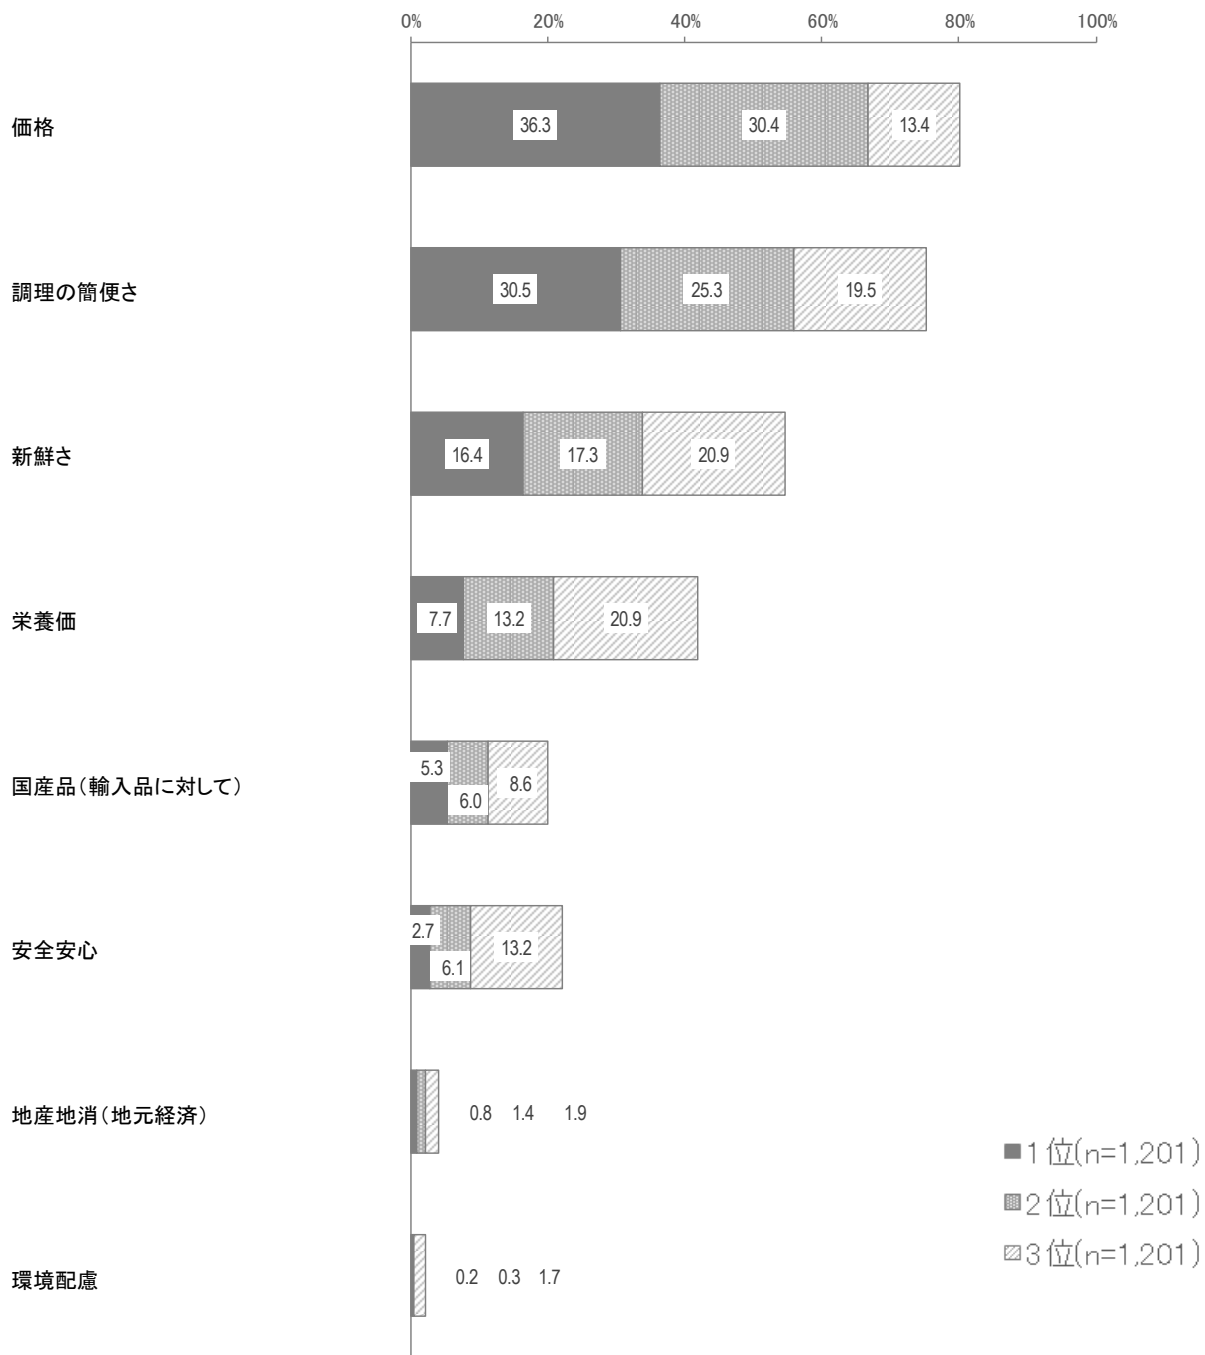 0% 20% 40% 60% 80% 100%
価格 36.3 30.4 13.4
調理の簡便さ 30.5 25.3 19.5
新鮮さ 16.4 17.3 20.9
栄養価 7.7 13.2 20.9
国産品（輸入品に対して） 5.3 6.0 8.6
安全安心 2.7 6.1 13.2
地産地消（地元経済） 0.8 1.4 1.9
環境配慮 0.2 0.3 1.7
1位(n=1,201)
2位(n=1,201)
3位(n=1,201)